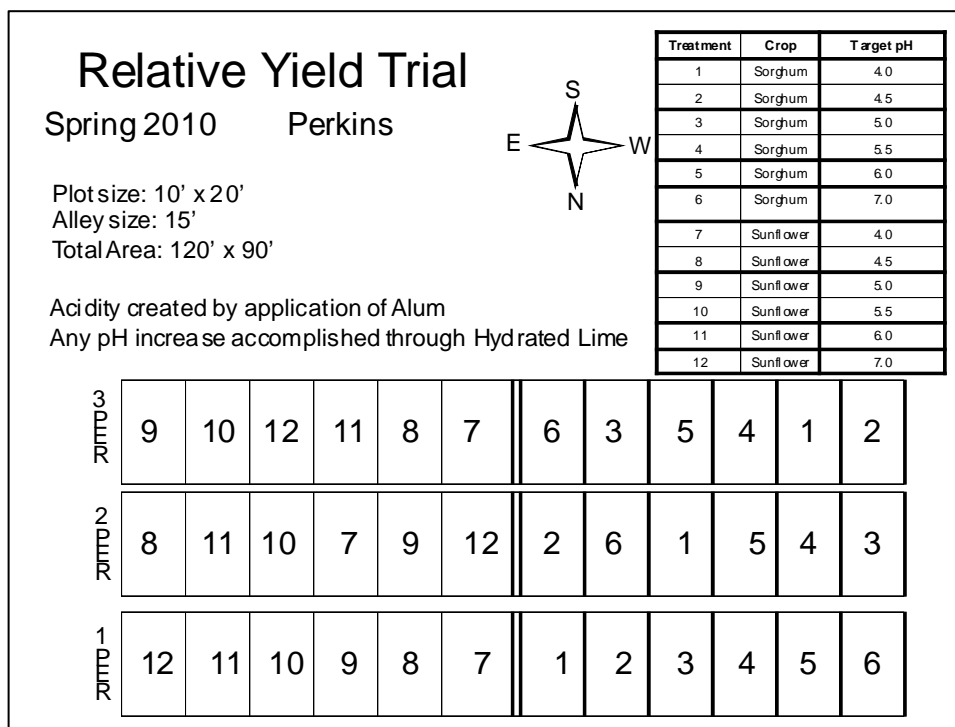 Relative Yield Trial
Spring 2010 Perkins
S
E W
N
Plot size: 10’ x 20’
Alley size: 15’
Total Area: 120’ x 90’
Acidity created by application of Alum
Any pH increase accomplished through Hydrated Lime
Treatment Crop Target pH
1 Sorghum 4.0
2 Sorghum 4.5
3 Sorghum 5.0
4 Sorghum 5.5
5 Sorghum 6.0
6 Sorghum 7.0
7 Sunflower 4.0
8 Sunflower 4.5
9 Sunflower 5.0
10 Sunflower 5.5
11 Sunflower 6.0
12 Sunflower 7.0
3 PER 9 10 12 11 8 7 6 3 5 4 1 2
2 PER 8 11 10 7 9 12 2 6 1 5 4 3
1 PER 12 11 10 9 8 7 1 2 3 4 5 6